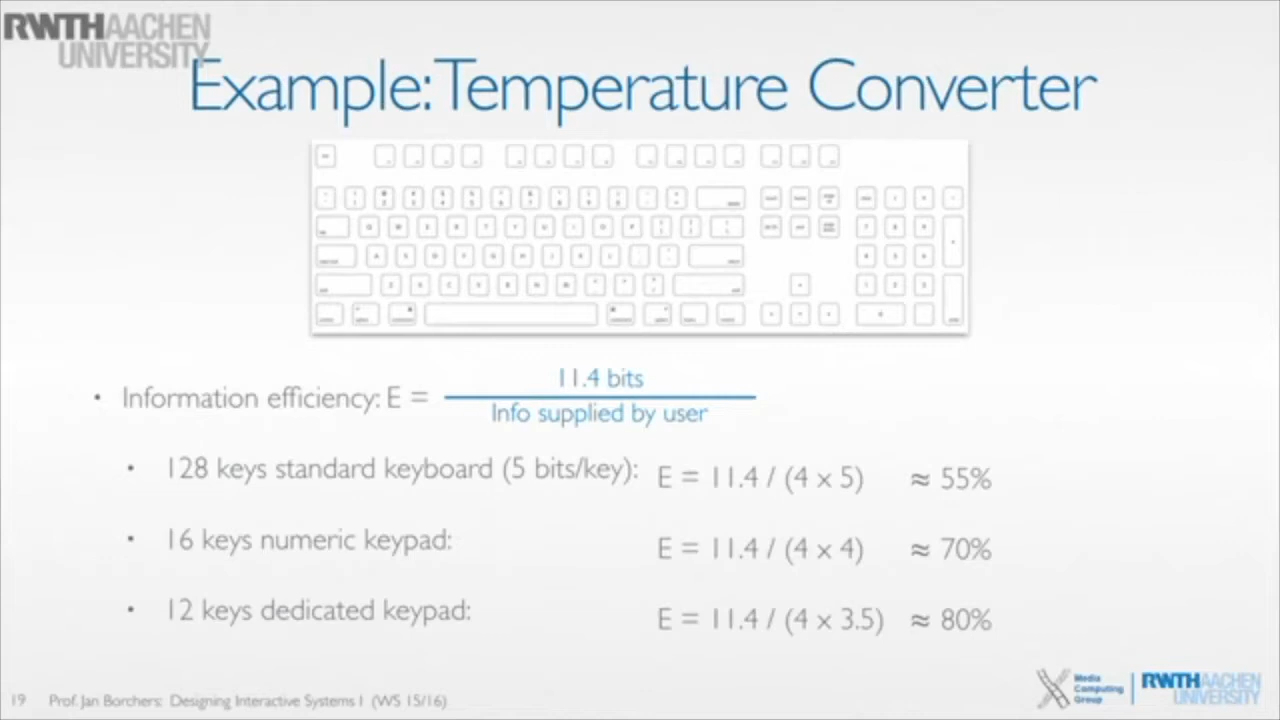 RWTHAACHEN
UNIVERSITY
Example: Temperature Converter
Information efficiency: E =
11.4 bits
Info supplied by user
128 keys standard keyboard (5 bits/key): E = 11.4 / (4 x 5) ≈ 55%
16 keys numeric keypad: E = 11.4 / (4 x 4) ≈ 70%
12 keys dedicated keypad: E = 11.4 / (4 x 3.5) ≈ 80%
19 Prof. Jan Borchers: Designing Interactive Systems I (WS 15/16)
Media
Computing
Group
RWTHAACHEN
UNIVERSITY